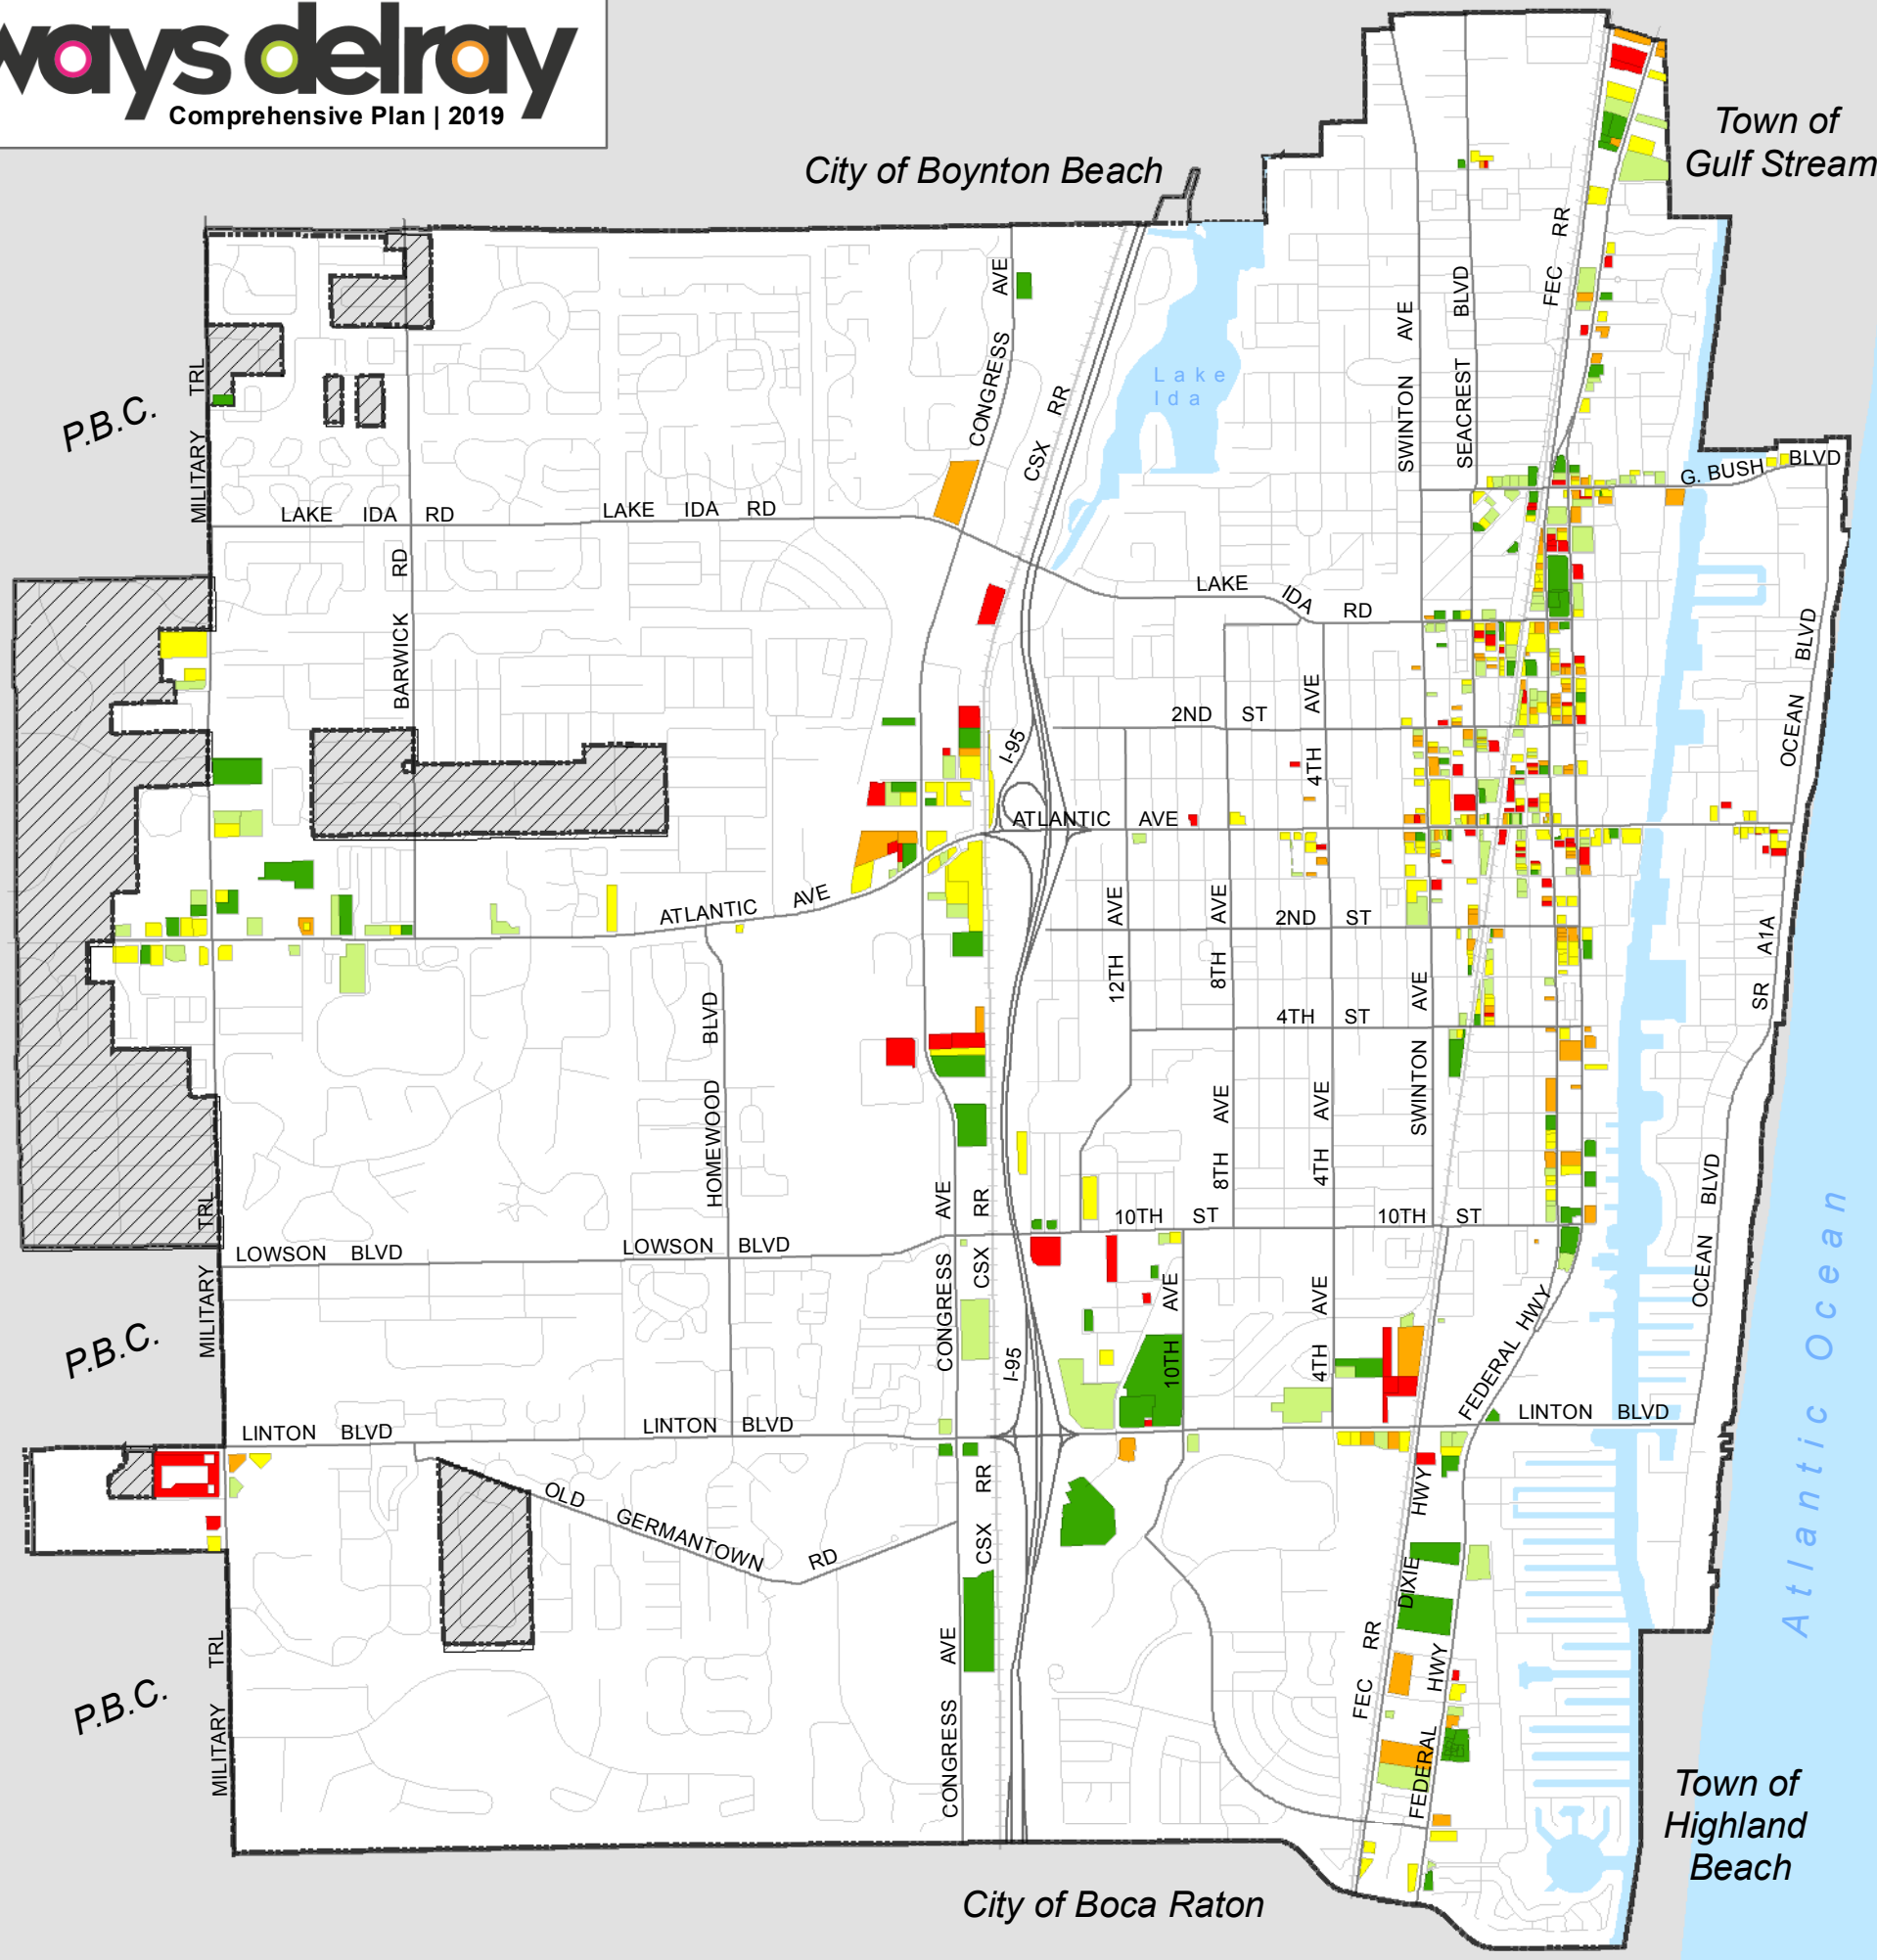 ways delray
Comprehensive Plan | 2019
Town of
Gulf Stream
City of Boynton Beach
FEC RR
AVE
BLVD
CONGRESS
SWINTON AVE
SEACREST BLVD
Lake
Ida
CSX RR
MILITARY TRL
P.B.C.
G. BUSH BLVD
LAKE IDA RD
LAKE IDA RD
BARWICK RD
LAKE IDA RD
OCEAN BLVD
2ND ST
4TH AVE
I-95
ATLANTIC AVE
ATLANTIC AVE
12TH AVE
8TH AVE
2ND ST
SR A1A
SWINTON AVE
4TH ST
HOMEWOOD BLVD
8TH AVE
4TH AVE
OCEAN BLVD
10TH ST
10TH ST
LOWSON BLVD
LOWSON BLVD
CONGRESS AVE
CSX RR
MILITARY TRL
P.B.C.
10TH AVE
4TH AVE
I-95
FEDERAL HWY
LINTON BLVD
LINTON BLVD
LINTON BLVD
OLD GERMANTOWN RD
CSX RR
DIXIE HWY
Atlantic Ocean
MILITARY TRL
P.B.C.
CONGRESS AVE
FEC RR
FEDERAL HWY
Town of
Highland
Beach
City of Boca Raton